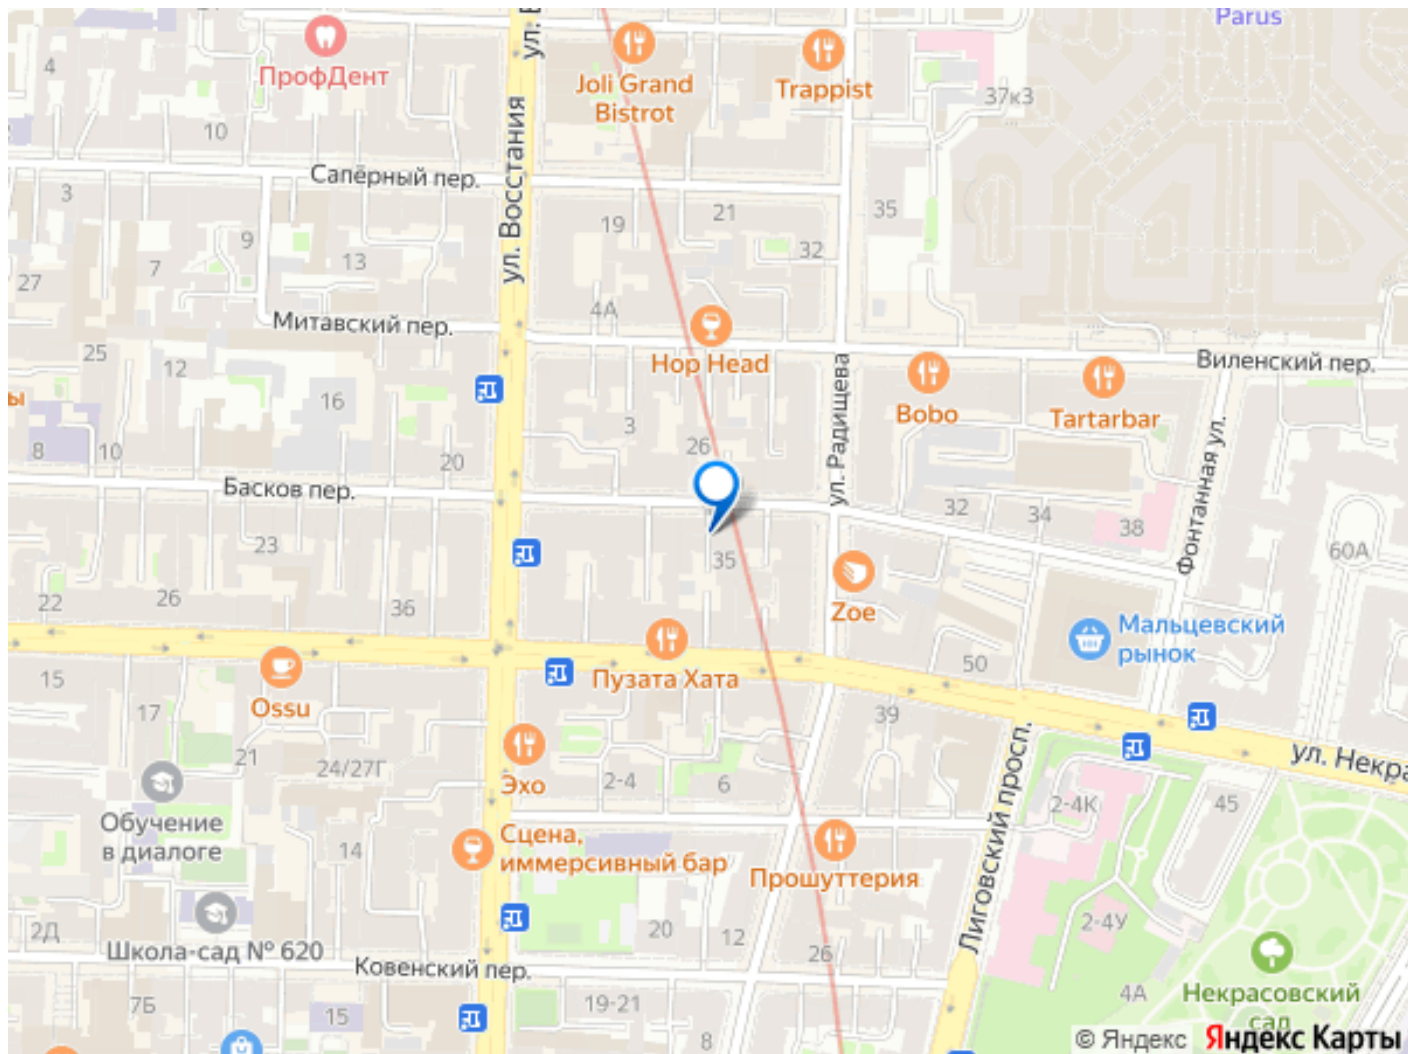 Parus
ул. В
4
ПрофДент
Joli Grand
Bistrot
Trappist
37к3
10
ул. Восстания
Сапёрный пер.
3
19
21
35
9
32
7
13
27
4А
Митавский пер.
Hop Head
Виленский пер.
25
12
ул. Радищева
Bobo
Tartarbar
ы
16
3
26
8
10
20
Фонтанная ул.
Басков пер.
32
34
38
23
35
60А
22
26
36
Zoe
Мальцевский
рынок
50
15
Пузата Хата
Ossu
17
39
21
24/27Г
Эхо
2-4
6
Лиговский просп.
ул. Некра
2-4К
45
Обучение
в диалоге
14
Сцена,
иммерсивный бар
Прошуттерия
2Д
Школа-сад № 620
20
12
26
2-4У
Ковенский пер.
7Б
15
19-21
8
4А
Некрасовский
сад
© Яндекс Яндекс Карты